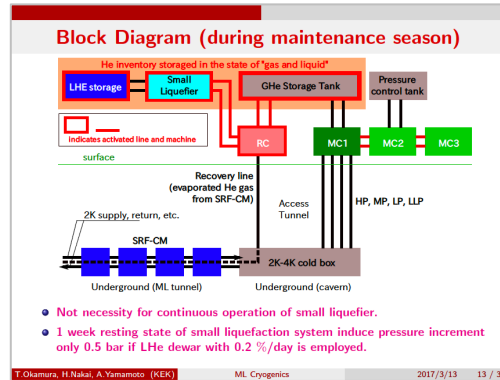 Block Diagram (during maintenance season)
He inventory storaged in the state of "gas and liquid"
LHE storage
Small
Liquefier
GHe Storage Tank
Pressure
control tank
Indicates activated line and machine
RC
MC1
MC2
MC3
surface
Recovery line
(evaporated He gas
from SRF-CM)
Access
Tunnel
HP, MP, LP, LLP
2K supply, return, etc.
SRF-CM
2K-4K cold box
Underground (ML tunnel)
Underground (cavern)
Not necessity for continuous operation of small liquefier.
1 week resting state of small liquefaction system induce pressure increment
only 0.5 bar if LHe dewar with 0.2 %/day is employed.
T.Okamura, H.Nakai, A.Yamamoto (KEK)
ML Cryogenics
2017/3/13
13 / 3